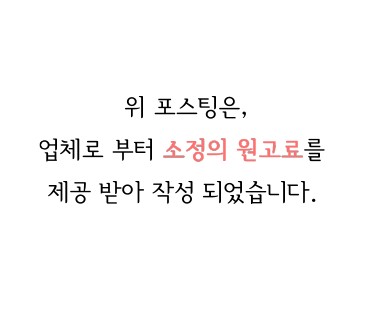 위 포스팅은,
업체로 부터 소정의 원고료를
제공 받아 작성 되었습니다.